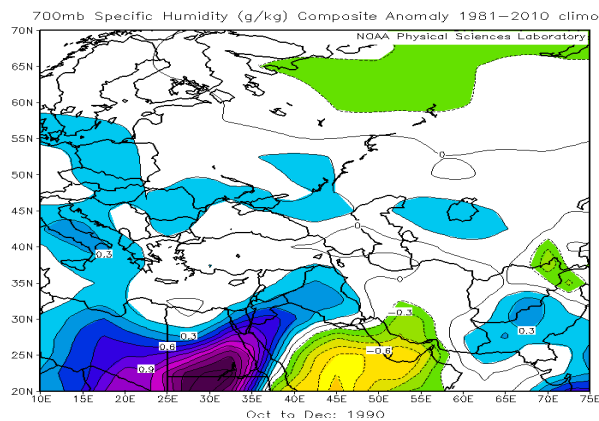 700mb Specific Humidity (g/kg) Composite Anomaly 1981−2010 climo
NOAA Physical Sciences Laboratory
70N
65N
60N
55N
50N
45N
40N
35N
30N
25N
20N
0
0
0
0.3
−0.3
0.3
0.3
0.6
−0.6
0.9
10E 15E 20E 25E 30E 35E 40E 45E 50E 55E 60E 65E 70E 75E
Oct to Dec: 1990